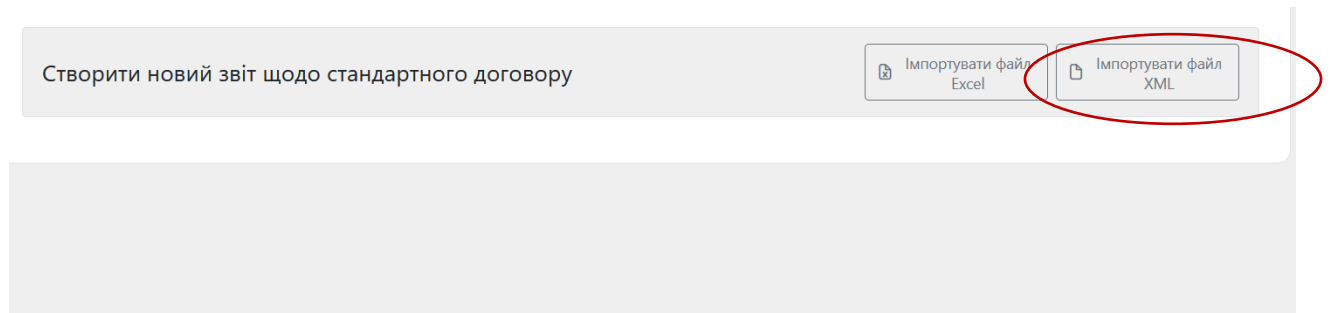 Створити новий звіт щодо стандартного договору
Імпортувати файл
Excel
Імпортувати файл
XML